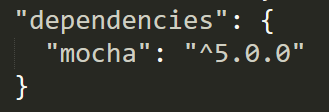 "dependencies": {
  "mocha": "^5.0.0"
}